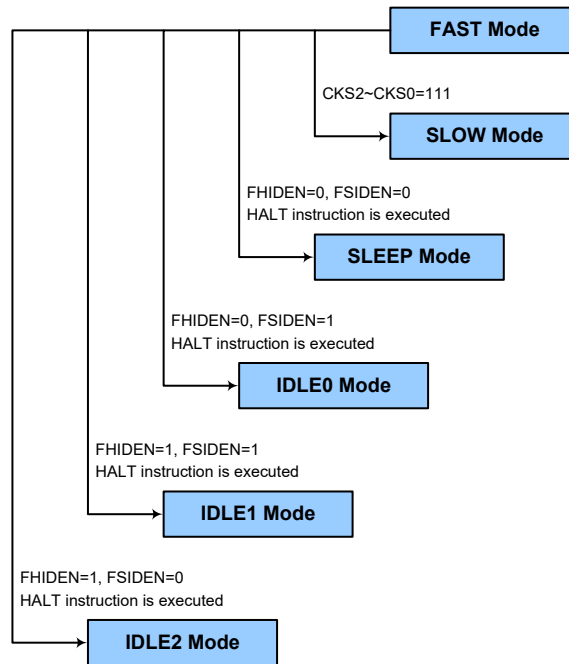 FAST Mode
CKS2~CKS0=111
SLOW Mode
FHIDEN=0, FSIDEN=0
HALT instruction is executed
SLEEP Mode
FHIDEN=0, FSIDEN=1
HALT instruction is executed
IDLE0 Mode
FHIDEN=1, FSIDEN=1
HALT instruction is executed
IDLE1 Mode
FHIDEN=1, FSIDEN=0
HALT instruction is executed
IDLE2 Mode